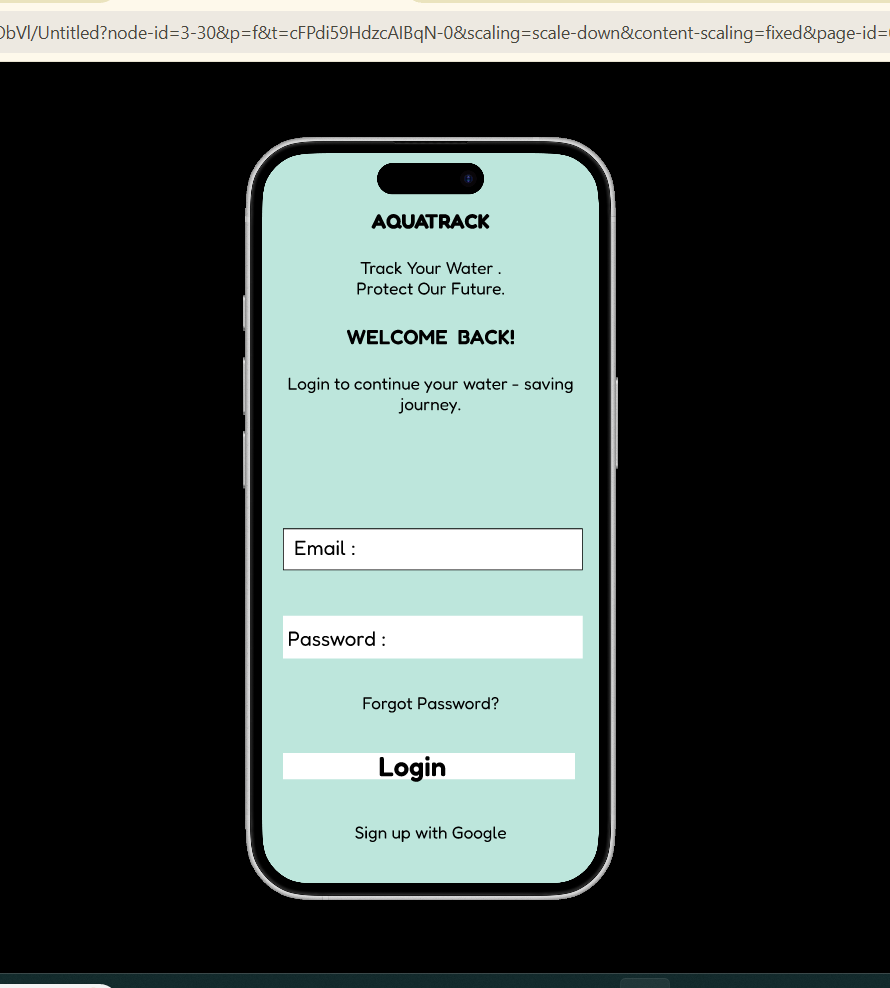 ObVl/Untitled?node-id=3-30&p=f&t=cFPdi59HdzcAIBqN-0&scaling=scale-down&content-scaling=fixed&page-id=
AQUATRACK
Track Your Water .
Protect Our Future.
WELCOME BACK!
Login to continue your water - saving
journey.
Email :
Password :
Forgot Password?
Login
Sign up with Google